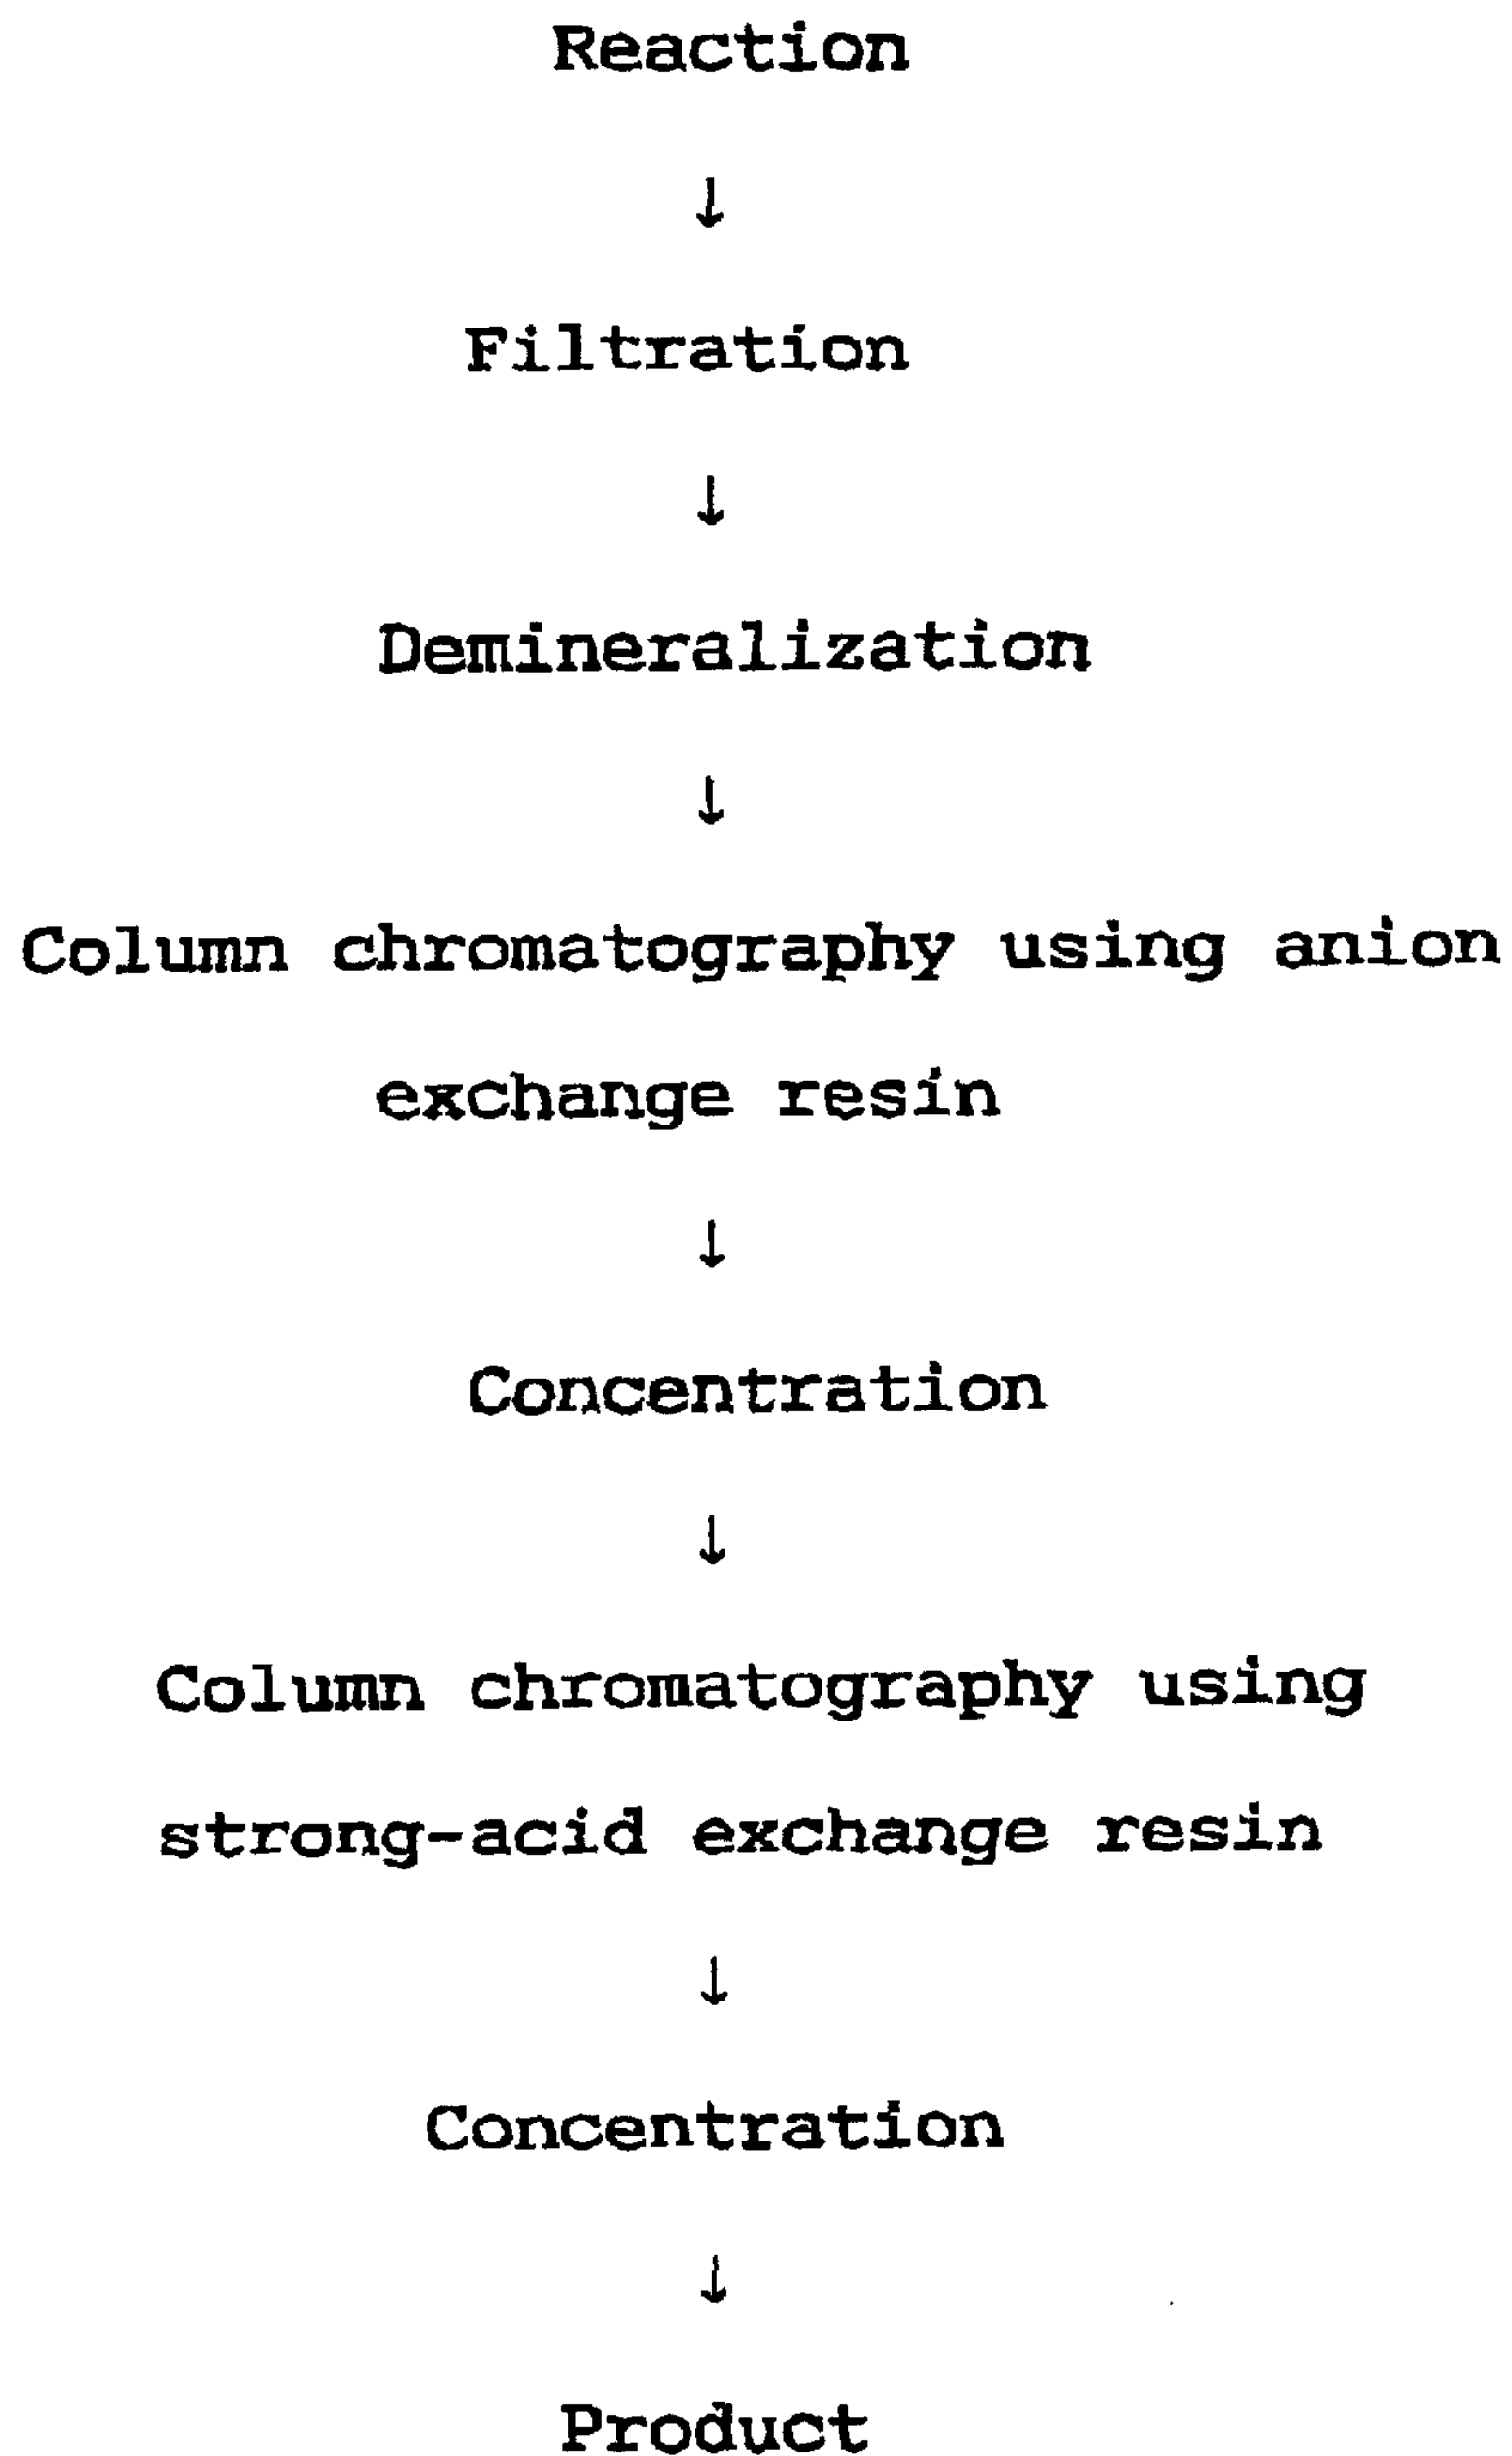 Reaction
↓
Filtration
↓
Demineralization
↓
Column chromatography using anion
exchange resin
↓
Concentration
↓
Column chromatography using
strong-acid exchange resin
↓
Concentration
↓
Product